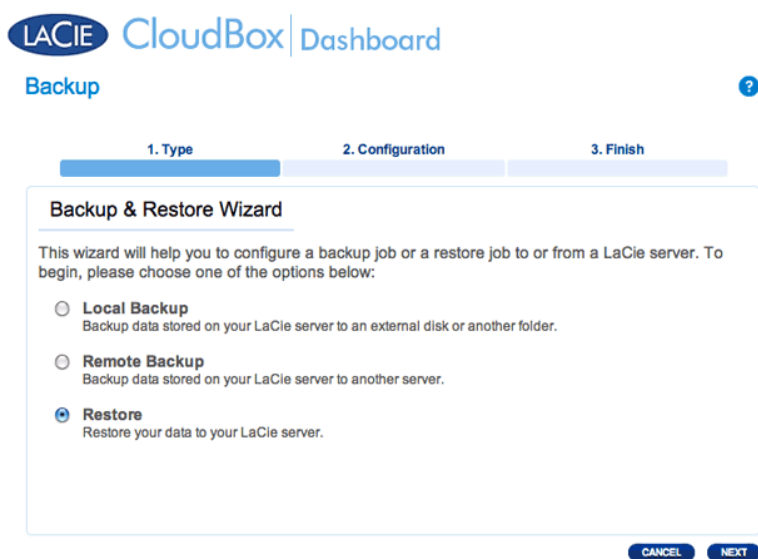 LACIE CloudBox Dashboard
Backup
?
1. Type 2. Configuration 3. Finish
Backup & Restore Wizard
This wizard will help you to configure a backup job or a restore job to or from a LaCie server. To
begin, please choose one of the options below:
Local Backup
Backup data stored on your LaCie server to an external disk or another folder.
Remote Backup
Backup data stored on your LaCie server to another server.
Restore
Restore your data to your LaCie server.
CANCEL NEXT